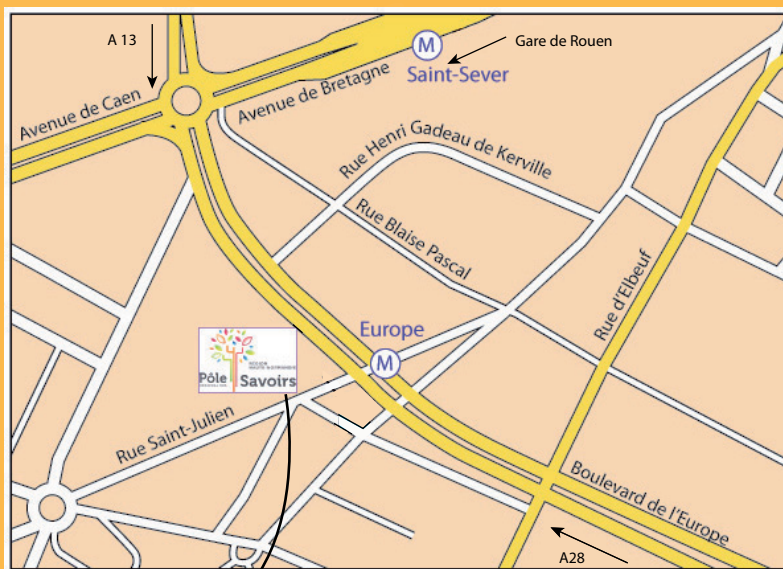 A 13
Gare de Rouen
M
Saint-Sever
Avenue de Caen
Avenue de Bretagne
Rue Henri Gadeau de Kerville
Rue Blaise Pascal
Rue d'Elbeuf
Europe
M
Pôle
Savoirs
Rue Saint-Julien
Boulevard de l'Europe
A28